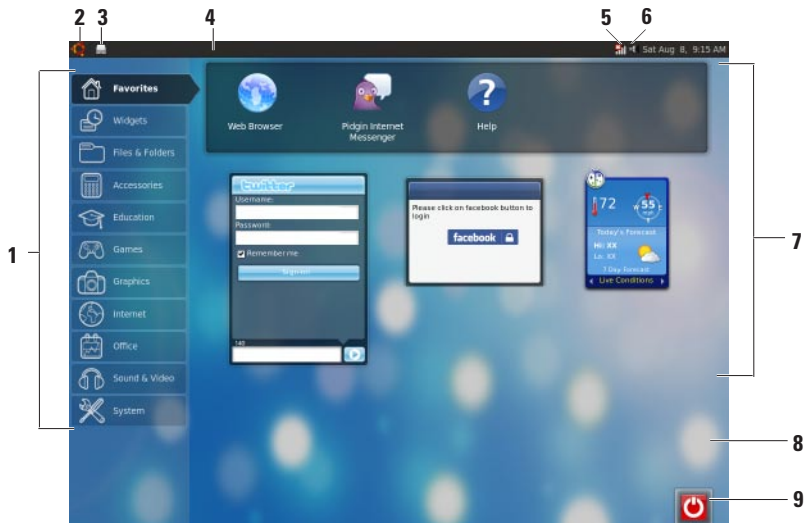 2 3 4 5 6
Sat Aug 8, 9:15 AM
1
Favorites
Widgets
Files & Folders
Accessories
Education
Games
Graphics
Internet
Office
Sound & Video
System
Web Browser
Pidgin Internet
Messenger
?
Help
twitter
Username:
Password:
Remember me
Sign in
140
Please click on facebook button to
login
facebook
72
55
Today's Forecast
Hi: XX
Lo: XX
7 Day Forecast
Live Conditions
7
8
9